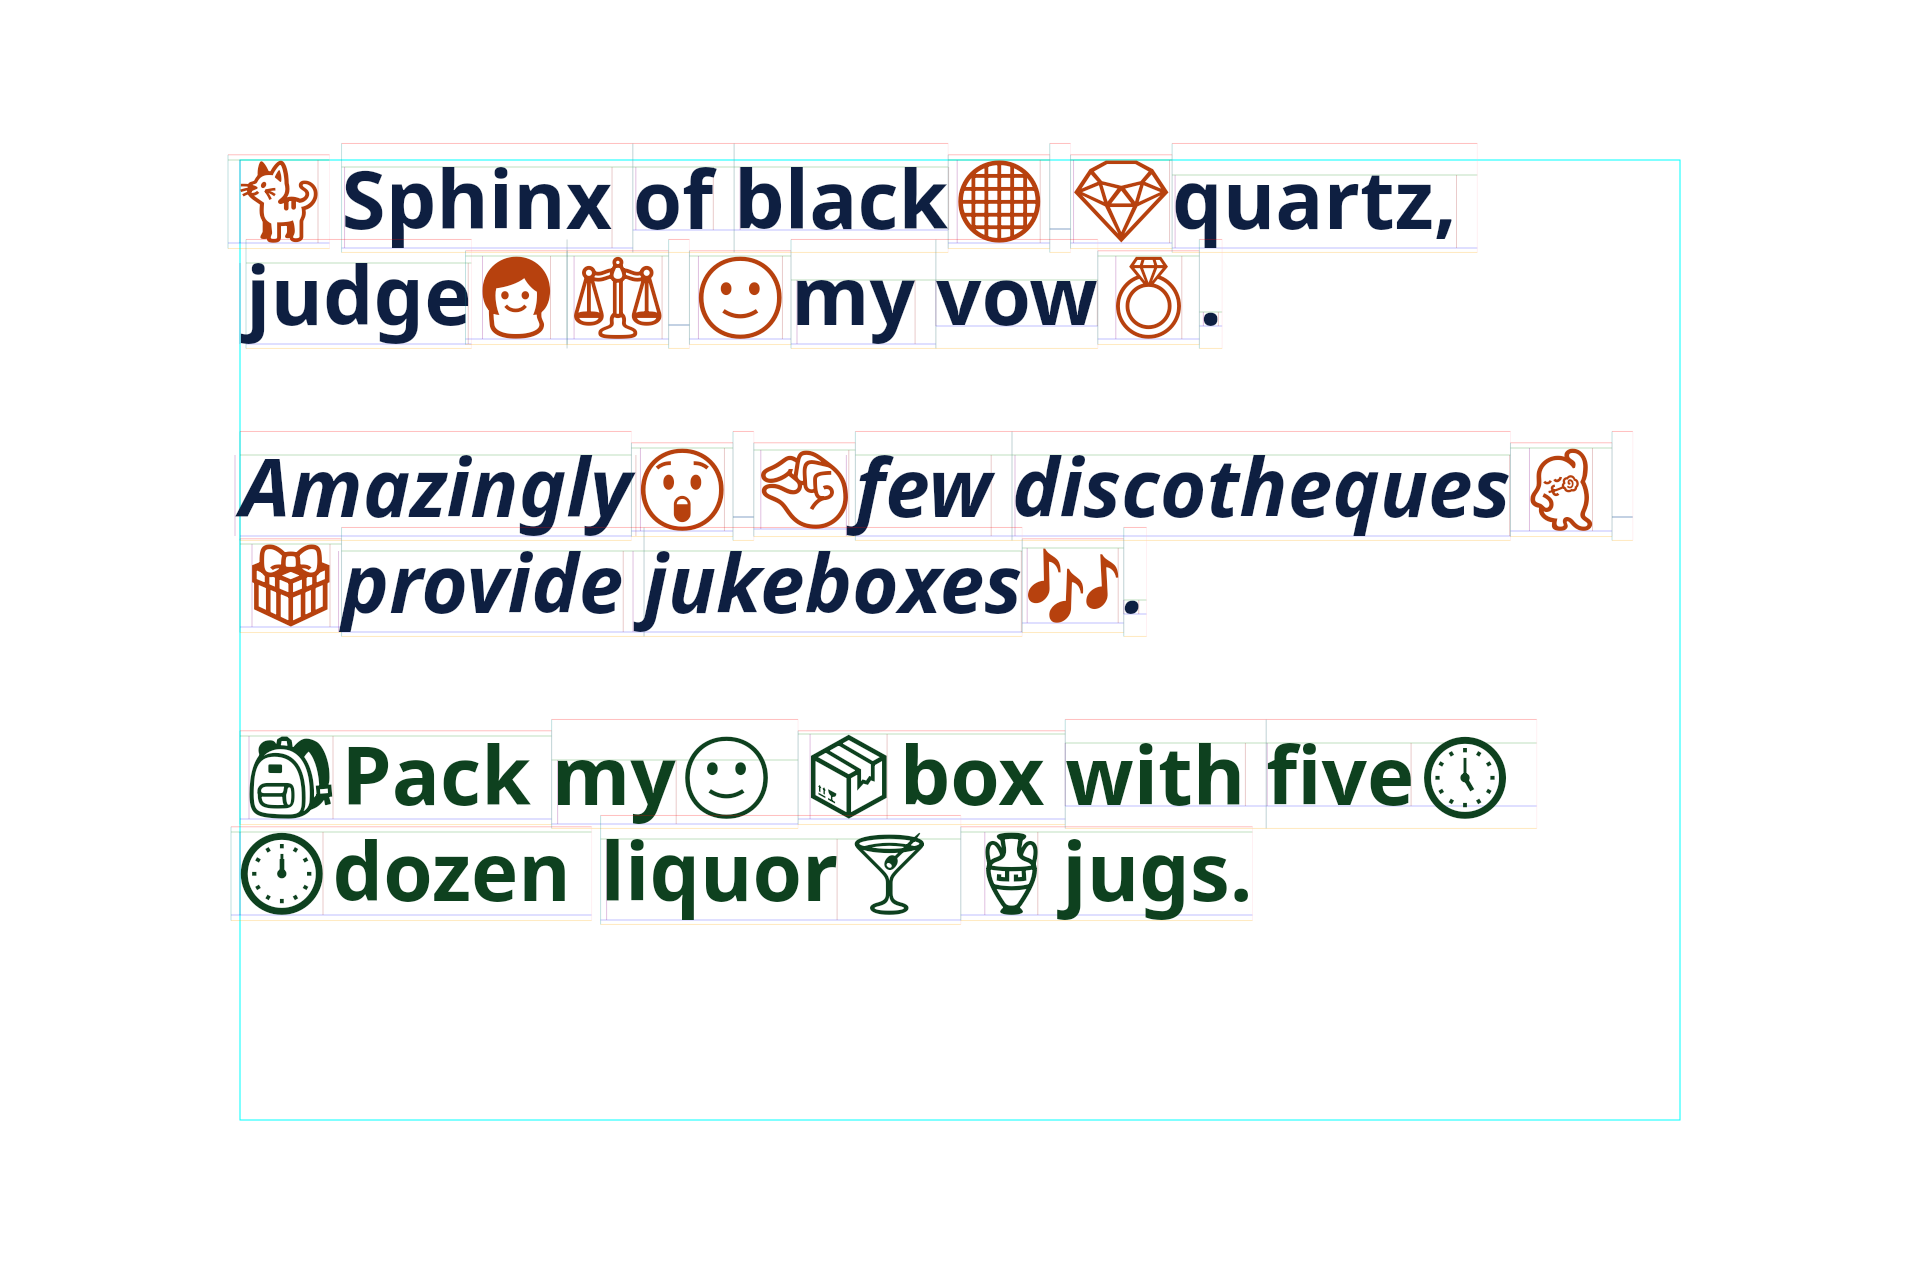 🐈Sphinx of black🌐 💎quartz,
judge👩⚖ 🙂my vow💍.
Amazingly😲 🤏few discotheques🕺
🎁provide jukeboxes🎶.
🎒Pack my🙂 📦box with five🕔
🕛dozen liquor🍸 🏺jugs.